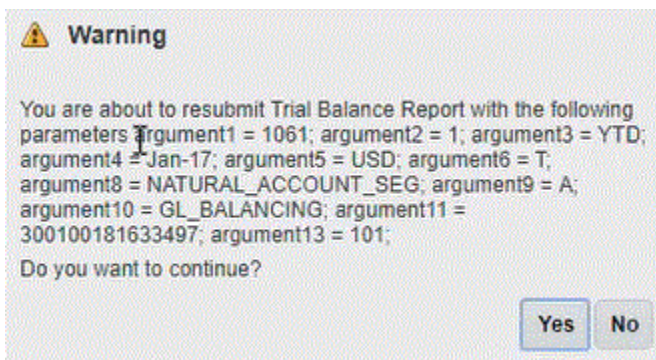 Warning
You are about to resubmit Trial Balance Report with the following
parameters argument1 = 1061; argument2 = 1; argument3 = YTD;
argument4 = Jan-17; argument5 = USD; argument6 = T;
argument8 = NATURAL_ACCOUNT_SEG; argument9 = A;
argument10 = GL_BALANCING; argument11 =
300100181633497; argument13 = 101;
Do you want to continue?
Yes No